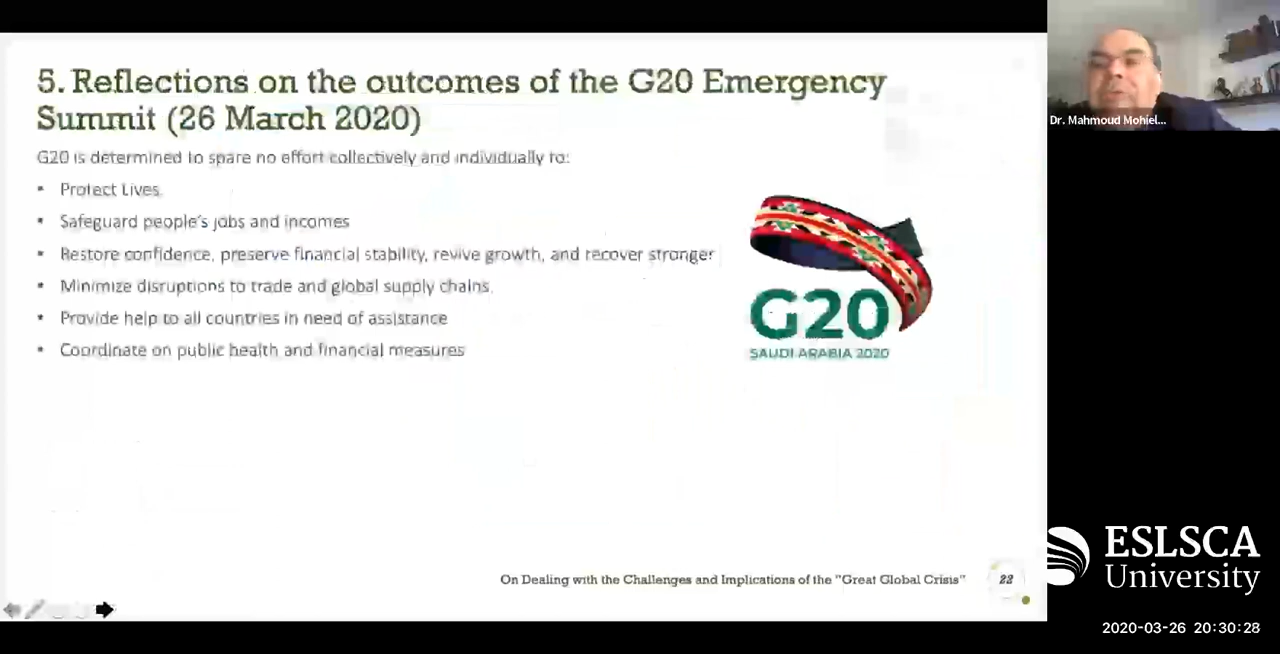 5. Reflections on the outcomes of the G20 Emergency
Summit (26 March 2020)
G20 is determined to spare no effort collectively and individually to:
▪ Protect Lives.
▪ Safeguard people's jobs and incomes
▪ Restore confidence, preserve financial stability, revive growth, and recover stronger
▪ Minimize disruptions to trade and global supply chains.
▪ Provide help to all countries in need of assistance
▪ Coordinate on public health and financial measures
G20
SAUDI ARABIA 2020
On Dealing with the Challenges and Implications of the "Great Global Crisis"
22
Dr. Mahmoud Mohiel...
ESLSCA
University
2020-03-26 20:30:28